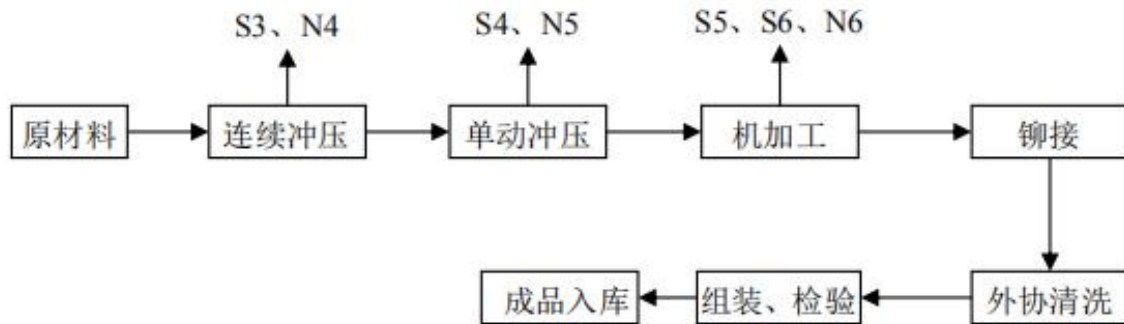 S3、N4 S4、N5 S5、S6、N6
原材料 连续冲压 单动冲压 机加工 铆接
成品入库 组装、检验 外协清洗